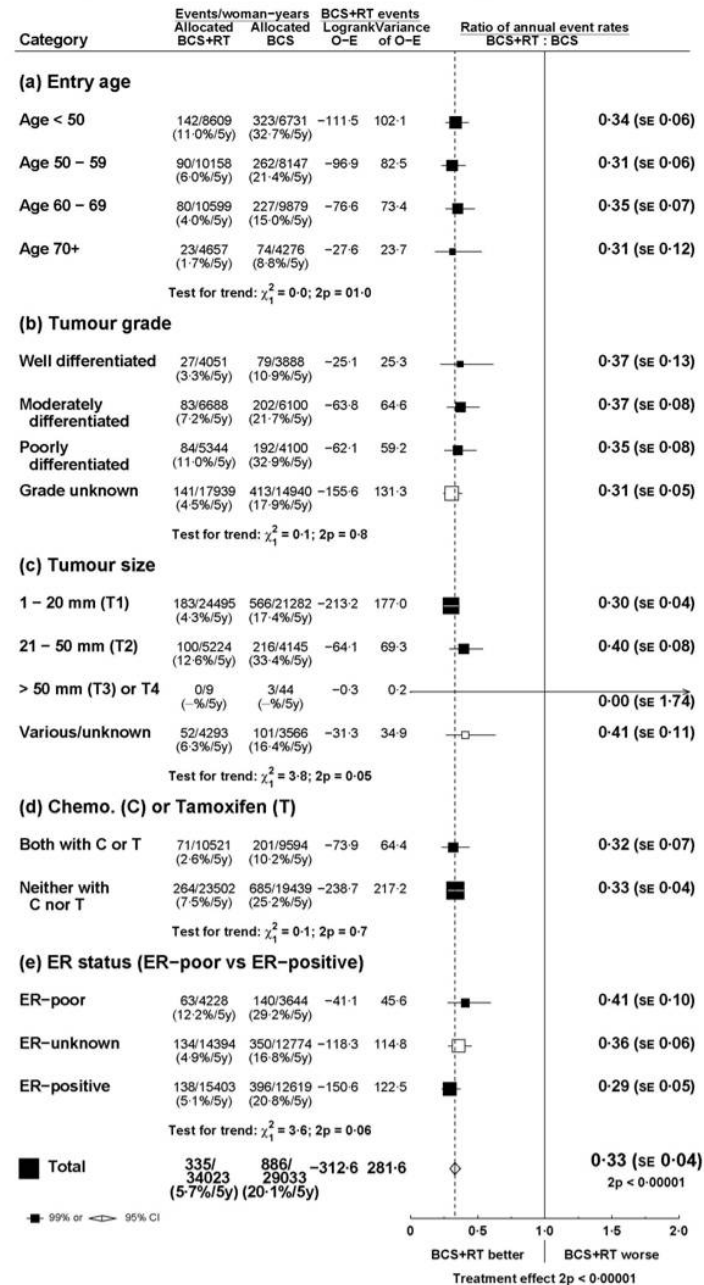 Events/woman−years BCS+RT events
Category Allocated BCS+RT Allocated BCS Logrank O−E Variance of O−E Ratio of annual event rates BCS+RT : BCS
(a) Entry age
Age < 50 142/8609 323/6731 −111·5 102·1 0·34 (SE 0·06)
(11·0%/5y) (32·7%/5y)
Age 50 − 59 90/10158 262/8147 −96·9 82·5 0·31 (SE 0·06)
(6·0%/5y) (21·4%/5y)
Age 60 − 69 80/10599 227/9879 −76·6 73·4 0·35 (SE 0·07)
(4·0%/5y) (15·0%/5y)
Age 70+ 23/4657 74/4276 −27·6 23·7 0·31 (SE 0·12)
(1·7%/5y) (8·8%/5y)
Test for trend: χ²₁ = 0·0; 2p = 01·0
(b) Tumour grade
Well differentiated 27/4051 79/3888 −25·1 25·3 0·37 (SE 0·13)
(3·3%/5y) (10·9%/5y)
Moderately 83/6688 202/6100 −63·8 64·6 0·37 (SE 0·08)
differentiated (7·2%/5y) (21·7%/5y)
Poorly 84/5344 192/4100 −62·1 59·2 0·35 (SE 0·08)
differentiated (11·0%/5y) (32·9%/5y)
Grade unknown 141/17939 413/14940 −155·6 131·3 0·31 (SE 0·05)
(4·5%/5y) (17·9%/5y)
Test for trend: χ²₁ = 0·1; 2p = 0·8
(c) Tumour size
1 − 20 mm (T1) 183/24495 566/21282 −213·2 177·0 0·30 (SE 0·04)
(4·3%/5y) (17·4%/5y)
21 − 50 mm (T2) 100/5224 216/4145 −64·1 69·3 0·40 (SE 0·08)
(12·6%/5y) (33·4%/5y)
> 50 mm (T3) or T4 0/9 3/44 −0·3 0·2
(−%/5y) (−%/5y) 0·00 (SE 1·74)
Various/unknown 52/4293 101/3566 −31·3 34·9 0·41 (SE 0·11)
(6·3%/5y) (16·4%/5y)
Test for trend: χ²₁ = 3·8; 2p = 0·05
(d) Chemo. (C) or Tamoxifen (T)
Both with C or T 71/10521 201/9594 −73·9 64·4 0·32 (SE 0·07)
(2·6%/5y) (10·2%/5y)
Neither with 264/23502 685/19439 −238·7 217·2 0·33 (SE 0·04)
C nor T (7·5%/5y) (25·2%/5y)
Test for trend: χ²₁ = 0·1; 2p = 0·7
(e) ER status (ER−poor vs ER−positive)
ER−poor 63/4228 140/3644 −41·1 45·6 0·41 (SE 0·10)
(12·2%/5y) (29·2%/5y)
ER−unknown 134/14394 350/12774 −118·3 114·8 0·36 (SE 0·06)
(4·9%/5y) (16·8%/5y)
ER−positive 138/15403 396/12619 −150·6 122·5 0·29 (SE 0·05)
(5·1%/5y) (20·8%/5y)
Test for trend: χ²₁ = 3·6; 2p = 0·06
Total 335/ 886/ −312·6 281·6 0·33 (SE 0·04)
34023 29033 2p < 0·00001
(5·7%/5y) (20·1%/5y)
99% or 95% CI
0 0·5 1·0 1·5 2·0
BCS+RT better BCS+RT worse
Treatment effect 2p < 0·00001